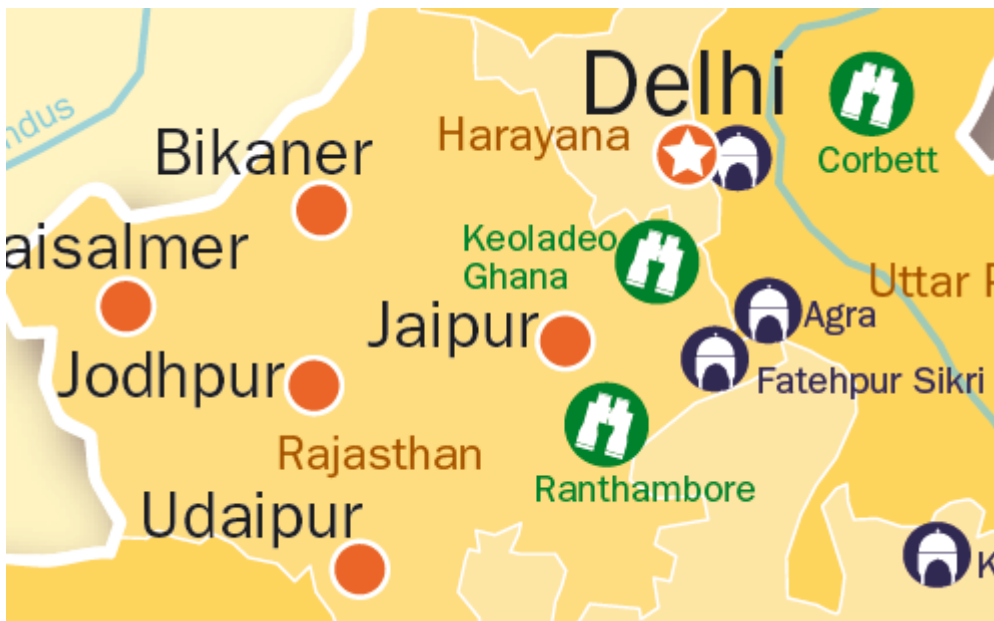 Delhi
Harayana
Bikaner
Corbett
ndus
aisalmer
Keoladeo
Ghana
Uttar P
Jaipur
Agra
Jodhpur
Fatehpur Sikri
Rajasthan
Ranthambore
Udaipur
K